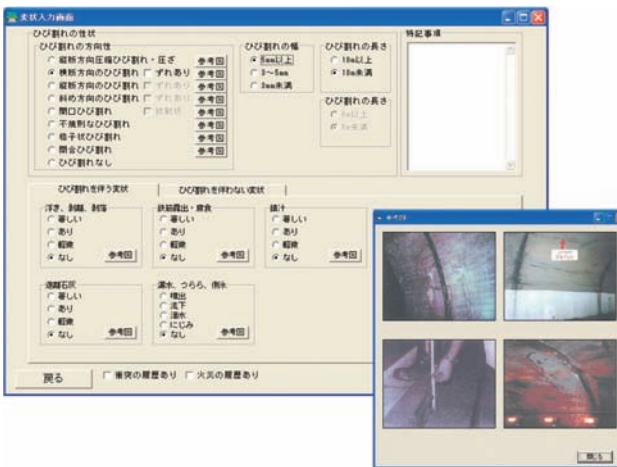 変状入力画面
ひび割れの性状
ひび割れの方向性
縦断方向圧縮ひび割れ・圧ざ 参考図
横断方向のひび割れ ずれあり 参考図
縦断方向のひび割れ ずれあり 参考図
斜め方向のひび割れ ずれあり 参考図
開口ひび割れ 参考図
不規則なひび割れ 参考図
格子状ひび割れ 参考図
閉合ひび割れ 参考図
ひび割れなし
ひび割れの幅
5mm以上
3〜5mm
3mm未満
ひび割れの長さ
10m以上
10m未満
ひび割れの長さ
5m以上
5m未満
特記事項
ひび割れを伴う変状
ひび割れを伴わない変状
浮き、剥離、剥落
著しい
あり
軽微
なし 参考図
鉄筋露出・腐食
著しい
あり
軽微
なし 参考図
著しい
あり
軽微
なし 参考図
遊離石灰
著しい
あり
軽微
なし 参考図
漏水、つらら、側氷
噴出
流下
滴水
にじみ
なし 参考図
戻る
衝突の履歴あり
火災の履歴あり
参考図
閉じる